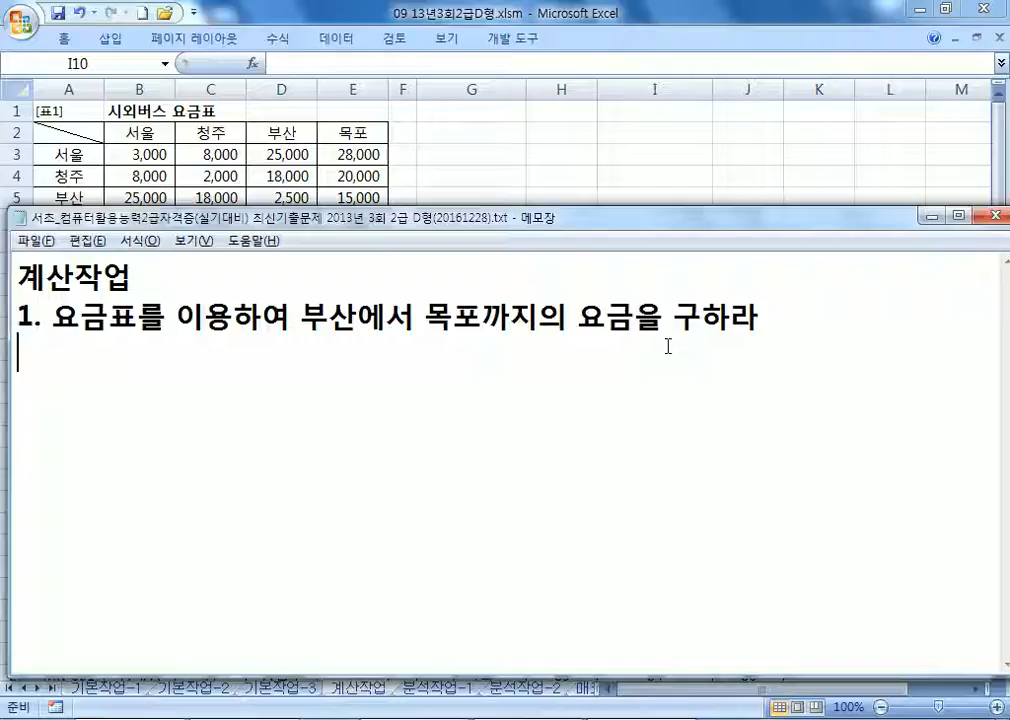 09 13년3회2급D형.xlsm - Microsoft Excel
홈 삽입 페이지 레이아웃 수식 데이터 검토 보기 개발 도구
I10 fx
A B C D E F G H I J K L M
1 [표1] 시외버스 요금표
2 서울 청주 부산 목포
3 서울 3,000 8,000 25,000 28,000
4 청주 8,000 2,000 18,000 20,000
5 부산 25,000 18,000 2,500 15,000
서츠_컴퓨터활용능력2급자격증(실기대비) 최신기출문제 2013년 3회 2급 D형(20161228).txt - 메모장
파일(F) 편집(E) 서식(O) 보기(V) 도움말(H)
계산작업
1. 요금표를 이용하여 부산에서 목포까지의 요금을 구하라
기본작업-1 기본작업-2 기본작업-3 계산작업 분석작업-1 분석작업-2
준비 100%